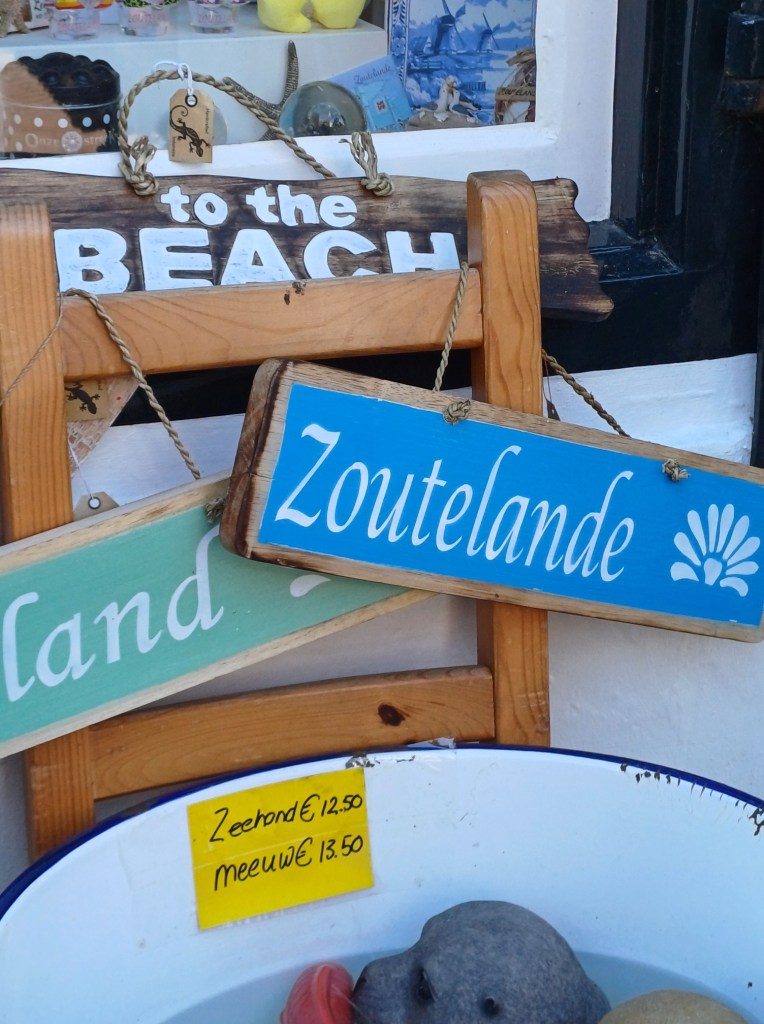 to the
BEACH
Zoutelande
land
Zeehond € 12.50
meeuw € 13.50